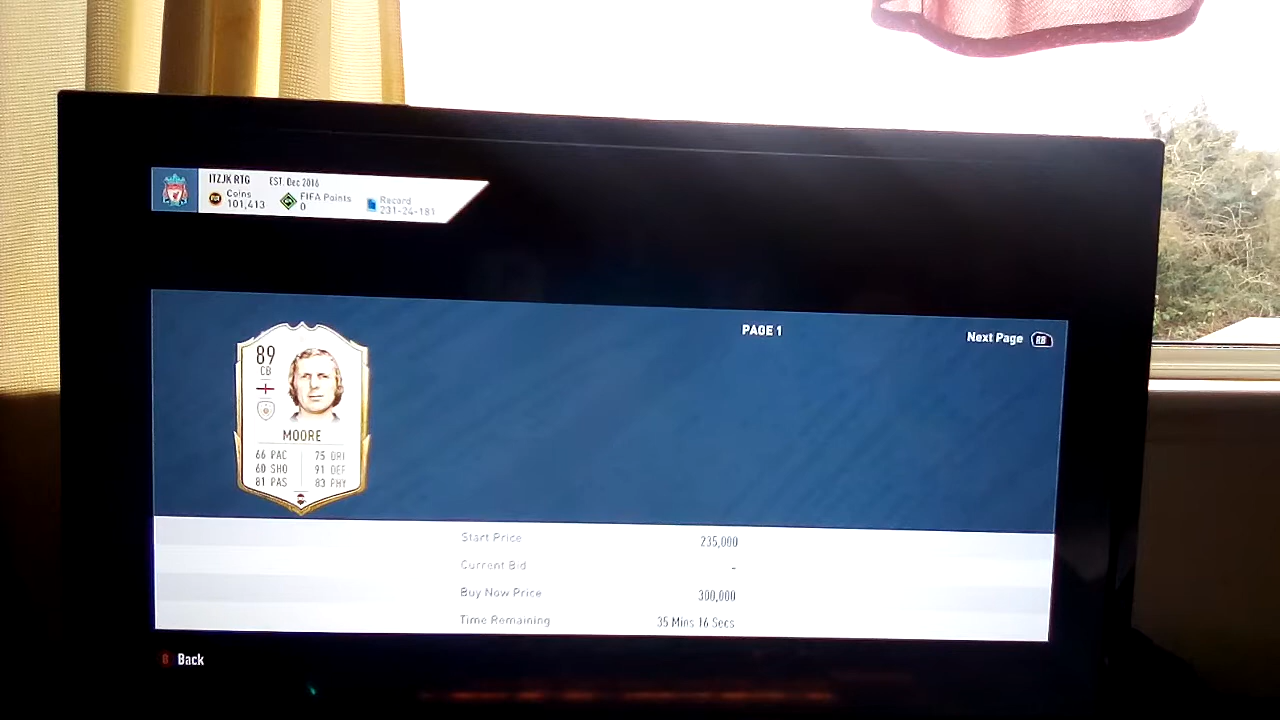 ITZJK RTG EST. Dec 2016
Coins FIFA Points Record
101,413 0 231-24-181
PAGE 1
Next Page RB
89
CB
MOORE
66 PAC 75 DRI
60 SHO 91 DEF
81 PAS 83 PHY
Start Price 235,000
Current Bid -
Buy Now Price 300,000
Time Remaining 35 Mins 16 Secs
B Back